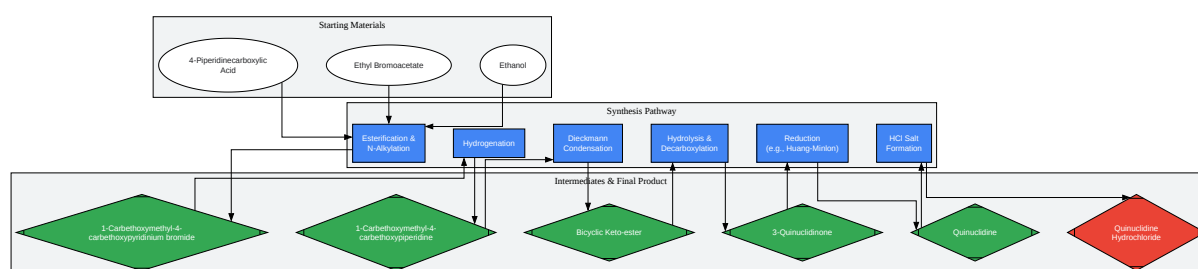 Starting Materials
4-Piperidinecarboxylic
Acid
Ethyl Bromoacetate
Ethanol
Synthesis Pathway
Esterification &
N-Alkylation
Hydrogenation
Dieckmann
Condensation
Hydrolysis &
Decarboxylation
Reduction
(e.g., Huang-Minlon)
HCl Salt
Formation
Intermediates & Final Product
1-Carbethoxymethyl-4-
carbethoxypyridinium bromide
1-Carbethoxymethyl-4-
carbethoxypiperidine
Bicyclic Keto-ester
3-Quinuclidinone
Quinuclidine
Quinuclidine
Hydrochloride